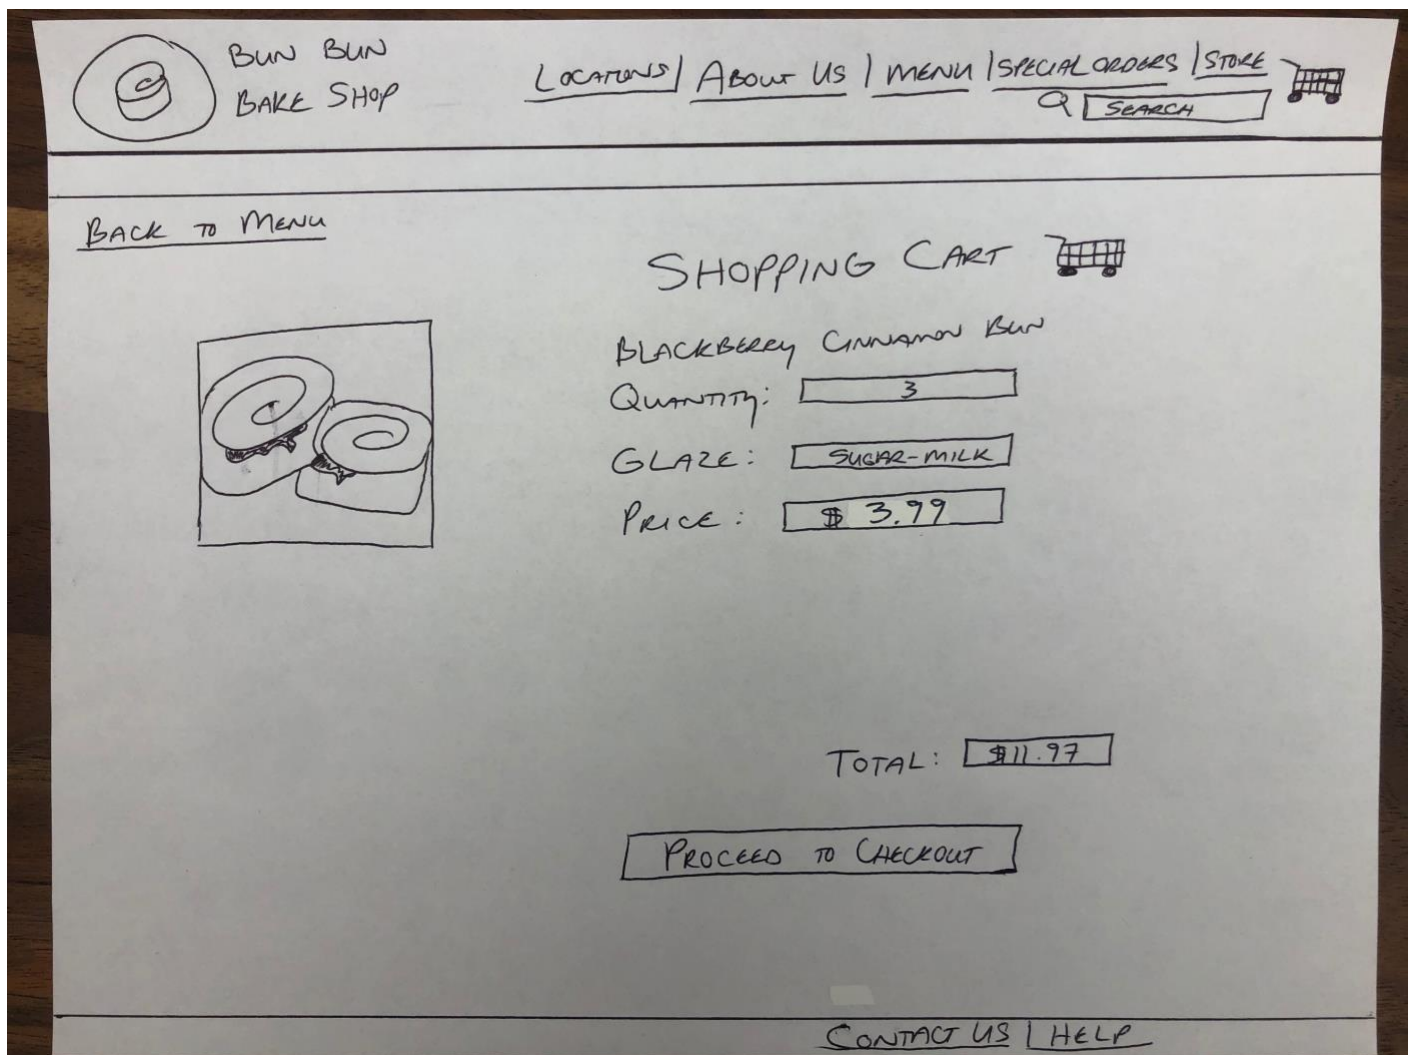 BUN BUN
BAKE SHOP
LOCATIONS | ABOUT US | MENU | SPECIAL ORDERS | STORE
SEARCH
BACK TO MENU
SHOPPING CART
BLACKBERRY CINNAMON BUN
QUANTITY: 3
GLAZE: SUGAR-MILK
PRICE: $ 3.99
TOTAL: $11.97
PROCEED TO CHECKOUT
CONTACT US | HELP